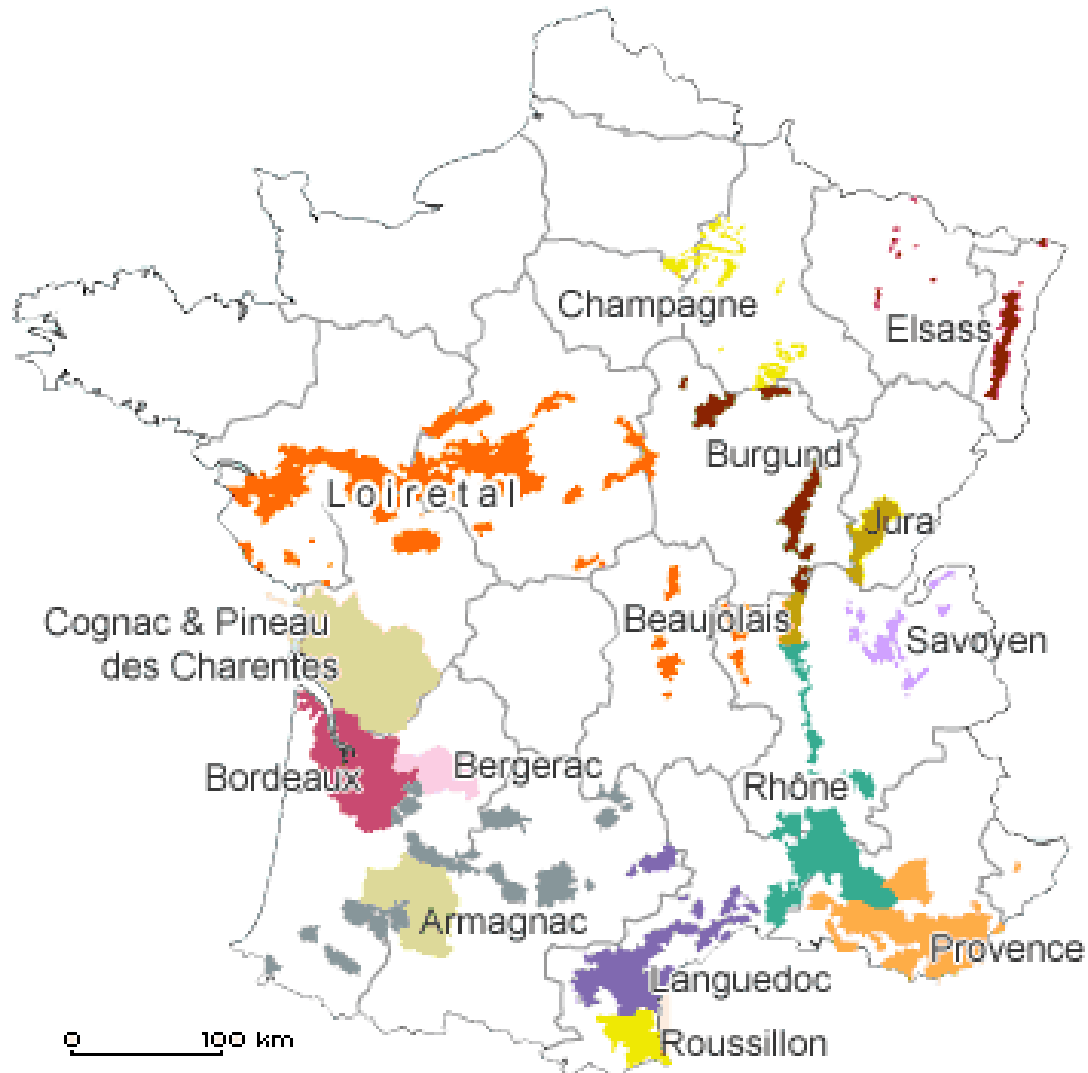 Champagne
Elsass
Burgund
Loiretal
Jura
Cognac & Pineau
des Charentes
Beaujolais
Savoyen
Bordeaux
Bergerac
Rhône
Armagnac
Provence
Languedoc
Roussillon
0 100 km